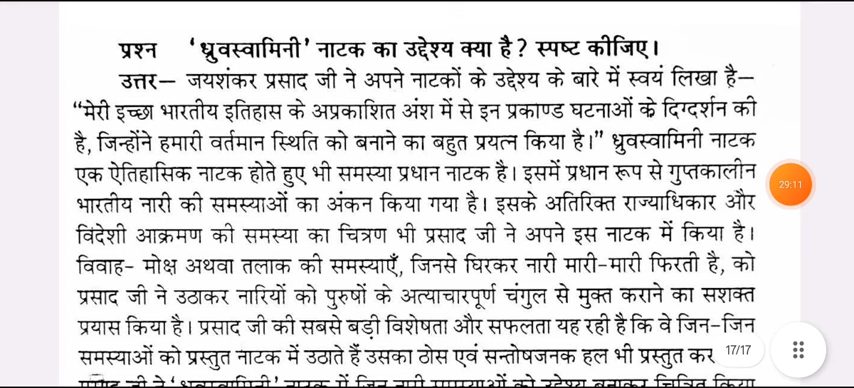 प्रश्न 'ध्रुवस्वामिनी' नाटक का उद्देश्य क्या है? स्पष्ट कीजिए।
उत्तर— जयशंकर प्रसाद जी ने अपने नाटकों के उद्देश्य के बारे में स्वयं लिखा है—
"मेरी इच्छा भारतीय इतिहास के अप्रकाशित अंश में से इन प्रकाण्ड घटनाओं के दिग्दर्शन की
है, जिन्होंने हमारी वर्तमान स्थिति को बनाने का बहुत प्रयत्न किया है।" ध्रुवस्वामिनी नाटक
एक ऐतिहासिक नाटक होते हुए भी समस्या प्रधान नाटक है। इसमें प्रधान रूप से गुप्तकालीन
29:11
भारतीय नारी की समस्याओं का अंकन किया गया है। इसके अतिरिक्त राज्याधिकार और
विदेशी आक्रमण की समस्या का चित्रण भी प्रसाद जी ने अपने इस नाटक में किया है।
विवाह- मोक्ष अथवा तलाक की समस्याएँ, जिनसे घिरकर नारी मारी-मारी फिरती है, को
प्रसाद जी ने उठाकर नारियों को पुरुषों के अत्याचारपूर्ण चंगुल से मुक्त कराने का सशक्त
प्रयास किया है। प्रसाद जी की सबसे बड़ी विशेषता और सफलता यह रही है कि वे जिन-जिन
17/17
समस्याओं को प्रस्तुत नाटक में उठाते हैं उसका ठोस एवं सन्तोषजनक हल भी प्रस्तुत कर